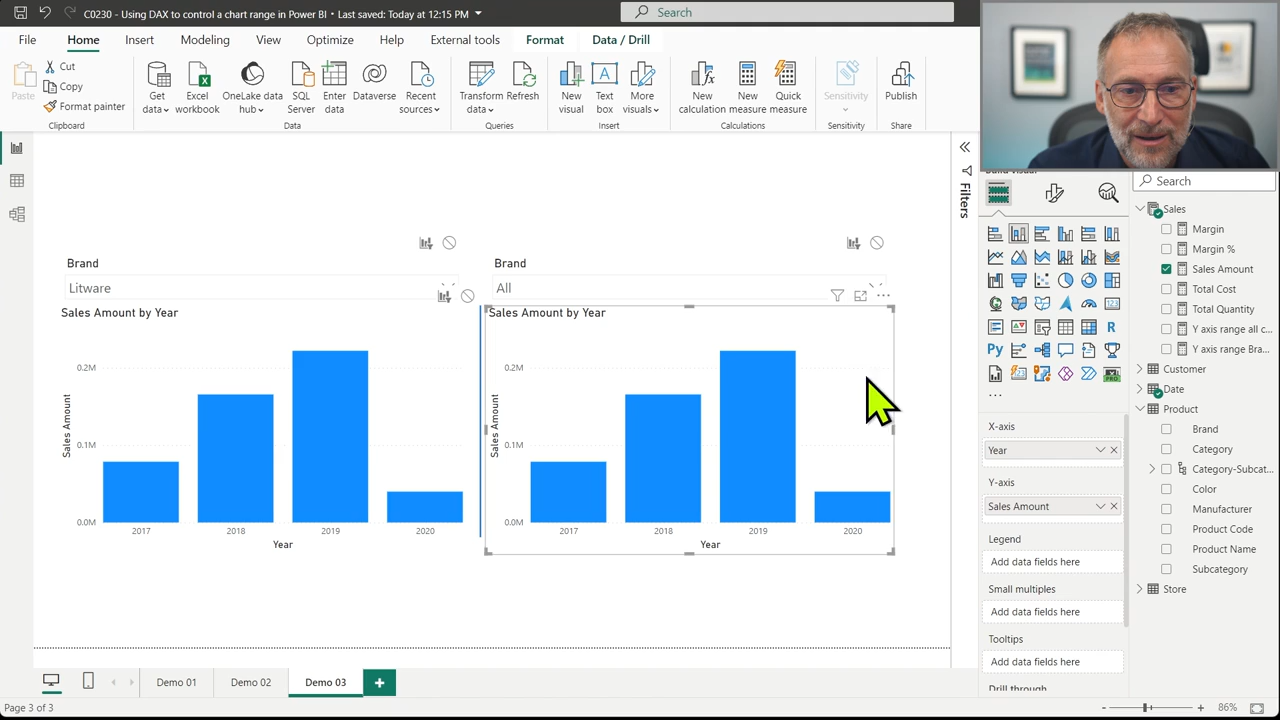 C0230 - Using DAX to control a chart range in Power BI • Last saved: Today at 12:15 PM
Search
File Home Insert Modeling View Optimize Help External tools Format Data / Drill
Paste
Cut
Copy
Format painter
Clipboard
Get data
Excel workbook
OneLake data hub
SQL Server
Enter data
Dataverse
Recent sources
Data
Transform data
Refresh
Queries
New visual
Text box
More visuals
Insert
New calculation
New measure
Quick measure
Calculations
Sensitivity
Sensitivity
Publish
Share
Brand
Litware
Sales Amount by Year
0.2M
0.1M
0.0M
Sales Amount
2017 2018 2019 2020
Year
Brand
All
Sales Amount by Year
0.2M
0.1M
0.0M
Sales Amount
2017 2018 2019 2020
Year
Filters
X-axis
Year
Y-axis
Sales Amount
Legend
Add data fields here
Small multiples
Add data fields here
Tooltips
Add data fields here
Drill through
Search
Sales
Margin
Margin %
Sales Amount
Total Cost
Total Quantity
Y axis range all c...
Y axis range Bra...
Customer
Date
Product
Brand
Category
Category-Subcat...
Color
Manufacturer
Product Code
Product Name
Subcategory
Store
R
Py
123
PRO
Demo 01 Demo 02 Demo 03
Page 3 of 3
86%